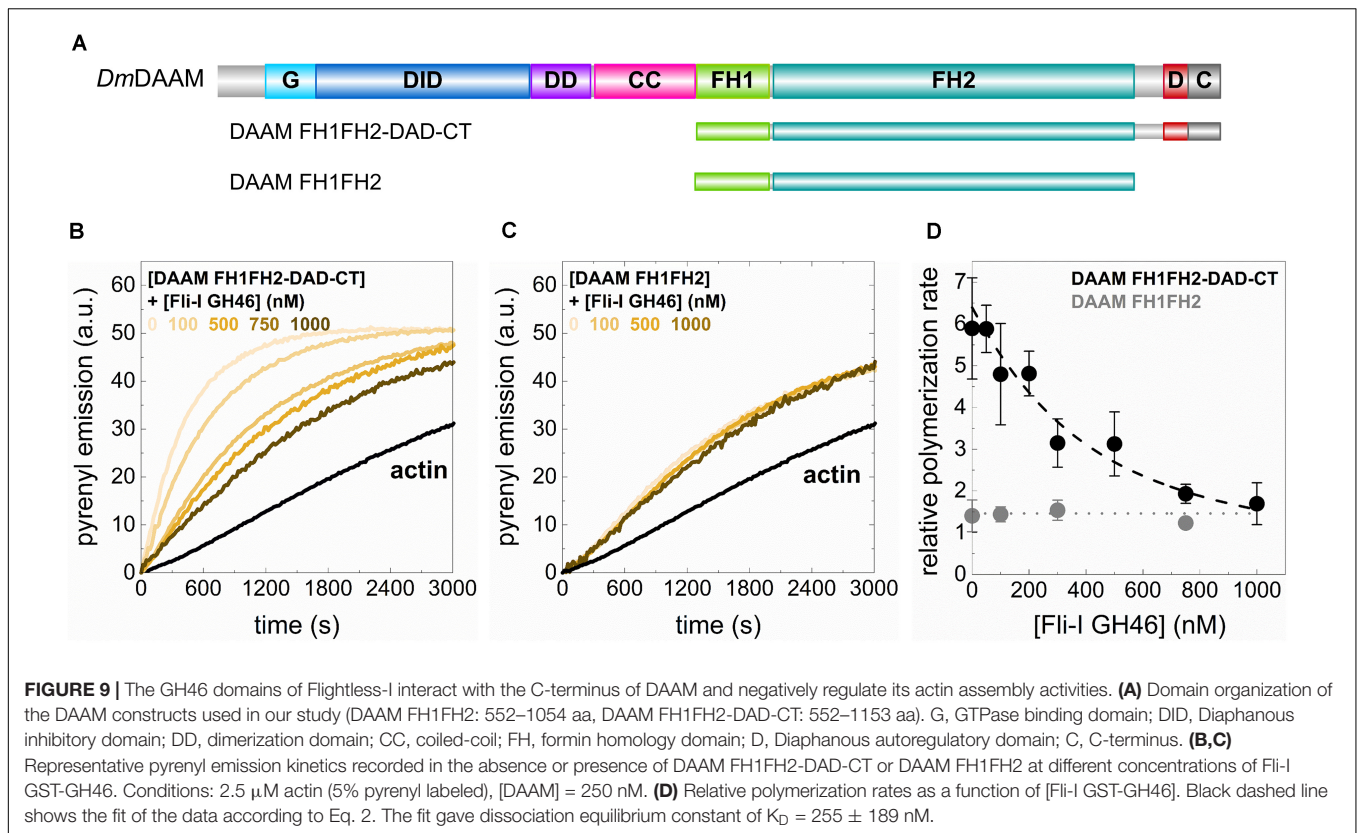 A
DmDAAM
G DID DD CC FH1 FH2 D C
DAAM FH1FH2-DAD-CT
DAAM FH1FH2
B
[DAAM FH1FH2-DAD-CT]
+ [Fli-I GH46] (nM)
0 100 500 750 1000
pyrenyl emission (a.u.)
60
50
40
30
20
10
0
actin
0 600 1200 1800 2400 3000
time (s)
C
[DAAM FH1FH2]
+ [Fli-I GH46] (nM)
0 100 500 1000
pyrenyl emission (a.u.)
60
50
40
30
20
10
0
actin
0 600 1200 1800 2400 3000
time (s)
D
DAAM FH1FH2-DAD-CT
DAAM FH1FH2
relative polymerization rate
7
6
5
4
3
2
1
0
0 200 400 600 800 1000
[Fli-I GH46] (nM)
FIGURE 9 | The GH46 domains of Flightless-I interact with the C-terminus of DAAM and negatively regulate its actin assembly activities. (A) Domain organization of
the DAAM constructs used in our study (DAAM FH1FH2: 552–1054 aa, DAAM FH1FH2-DAD-CT: 552–1153 aa). G, GTPase binding domain; DID, Diaphanous
inhibitory domain; DD, dimerization domain; CC, coiled-coil; FH, formin homology domain; D, Diaphanous autoregulatory domain; C, C-terminus. (B,C)
Representative pyrenyl emission kinetics recorded in the absence or presence of DAAM FH1FH2-DAD-CT or DAAM FH1FH2 at different concentrations of Fli-I
GST-GH46. Conditions: 2.5 μM actin (5% pyrenyl labeled), [DAAM] = 250 nM. (D) Relative polymerization rates as a function of [Fli-I GST-GH46]. Black dashed line
shows the fit of the data according to Eq. 2. The fit gave dissociation equilibrium constant of KD = 255 ± 189 nM.